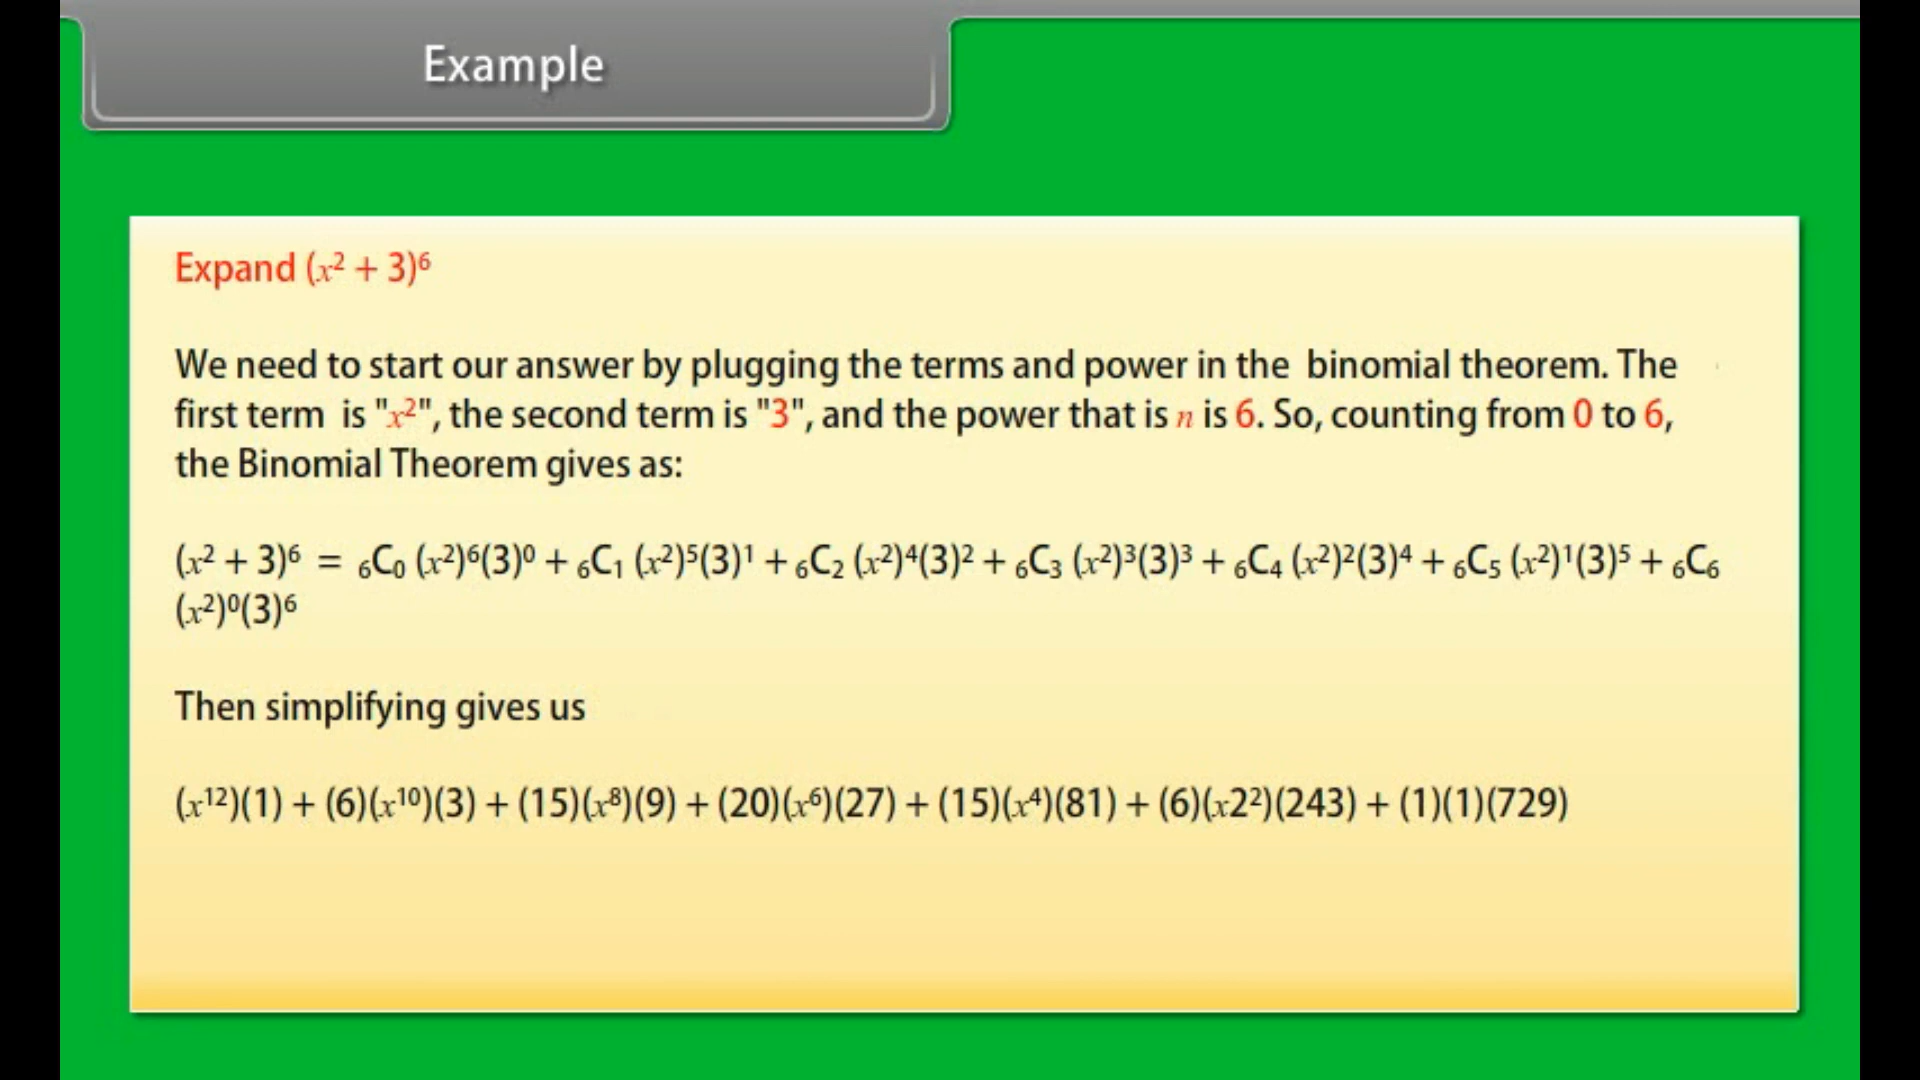 Example
Expand (x² + 3)⁶
We need to start our answer by plugging the terms and power in the binomial theorem. The
first term is "x²", the second term is "3", and the power that is n is 6. So, counting from 0 to 6,
the Binomial Theorem gives as:
(x² + 3)⁶ = ₆C₀ (x²)⁶(3)⁰ + ₆C₁ (x²)⁵(3)¹ + ₆C₂ (x²)⁴(3)² + ₆C₃ (x²)³(3)³ + ₆C₄ (x²)²(3)⁴ + ₆C₅ (x²)¹(3)⁵ + ₆C₆
(x²)⁰(3)⁶
Then simplifying gives us
(x¹²)(1) + (6)(x¹⁰)(3) + (15)(x⁸)(9) + (20)(x⁶)(27) + (15)(x⁴)(81) + (6)(x2²)(243) + (1)(1)(729)